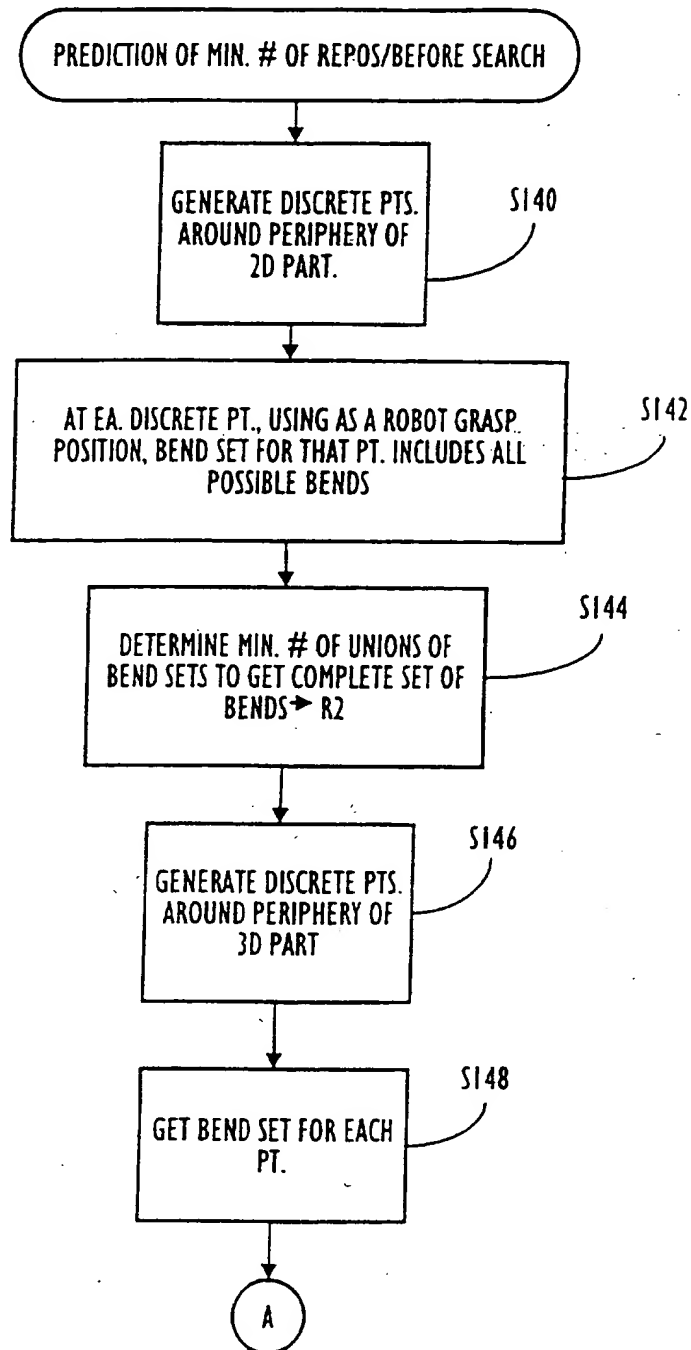 PREDICTION OF MIN. # OF REPOS/BEFORE SEARCH
GENERATE DISCRETE PTS.
AROUND PERIPHERY OF
2D PART.
S140
AT EA. DISCRETE PT., USING AS A ROBOT GRASP
POSITION, BEND SET FOR THAT PT. INCLUDES ALL
POSSIBLE BENDS
S142
DETERMINE MIN. # OF UNIONS OF
BEND SETS TO GET COMPLETE SET OF
BENDS → R2
S144
GENERATE DISCRETE PTS.
AROUND PERIPHERY OF
3D PART
S146
GET BEND SET FOR EACH
PT.
S148
A